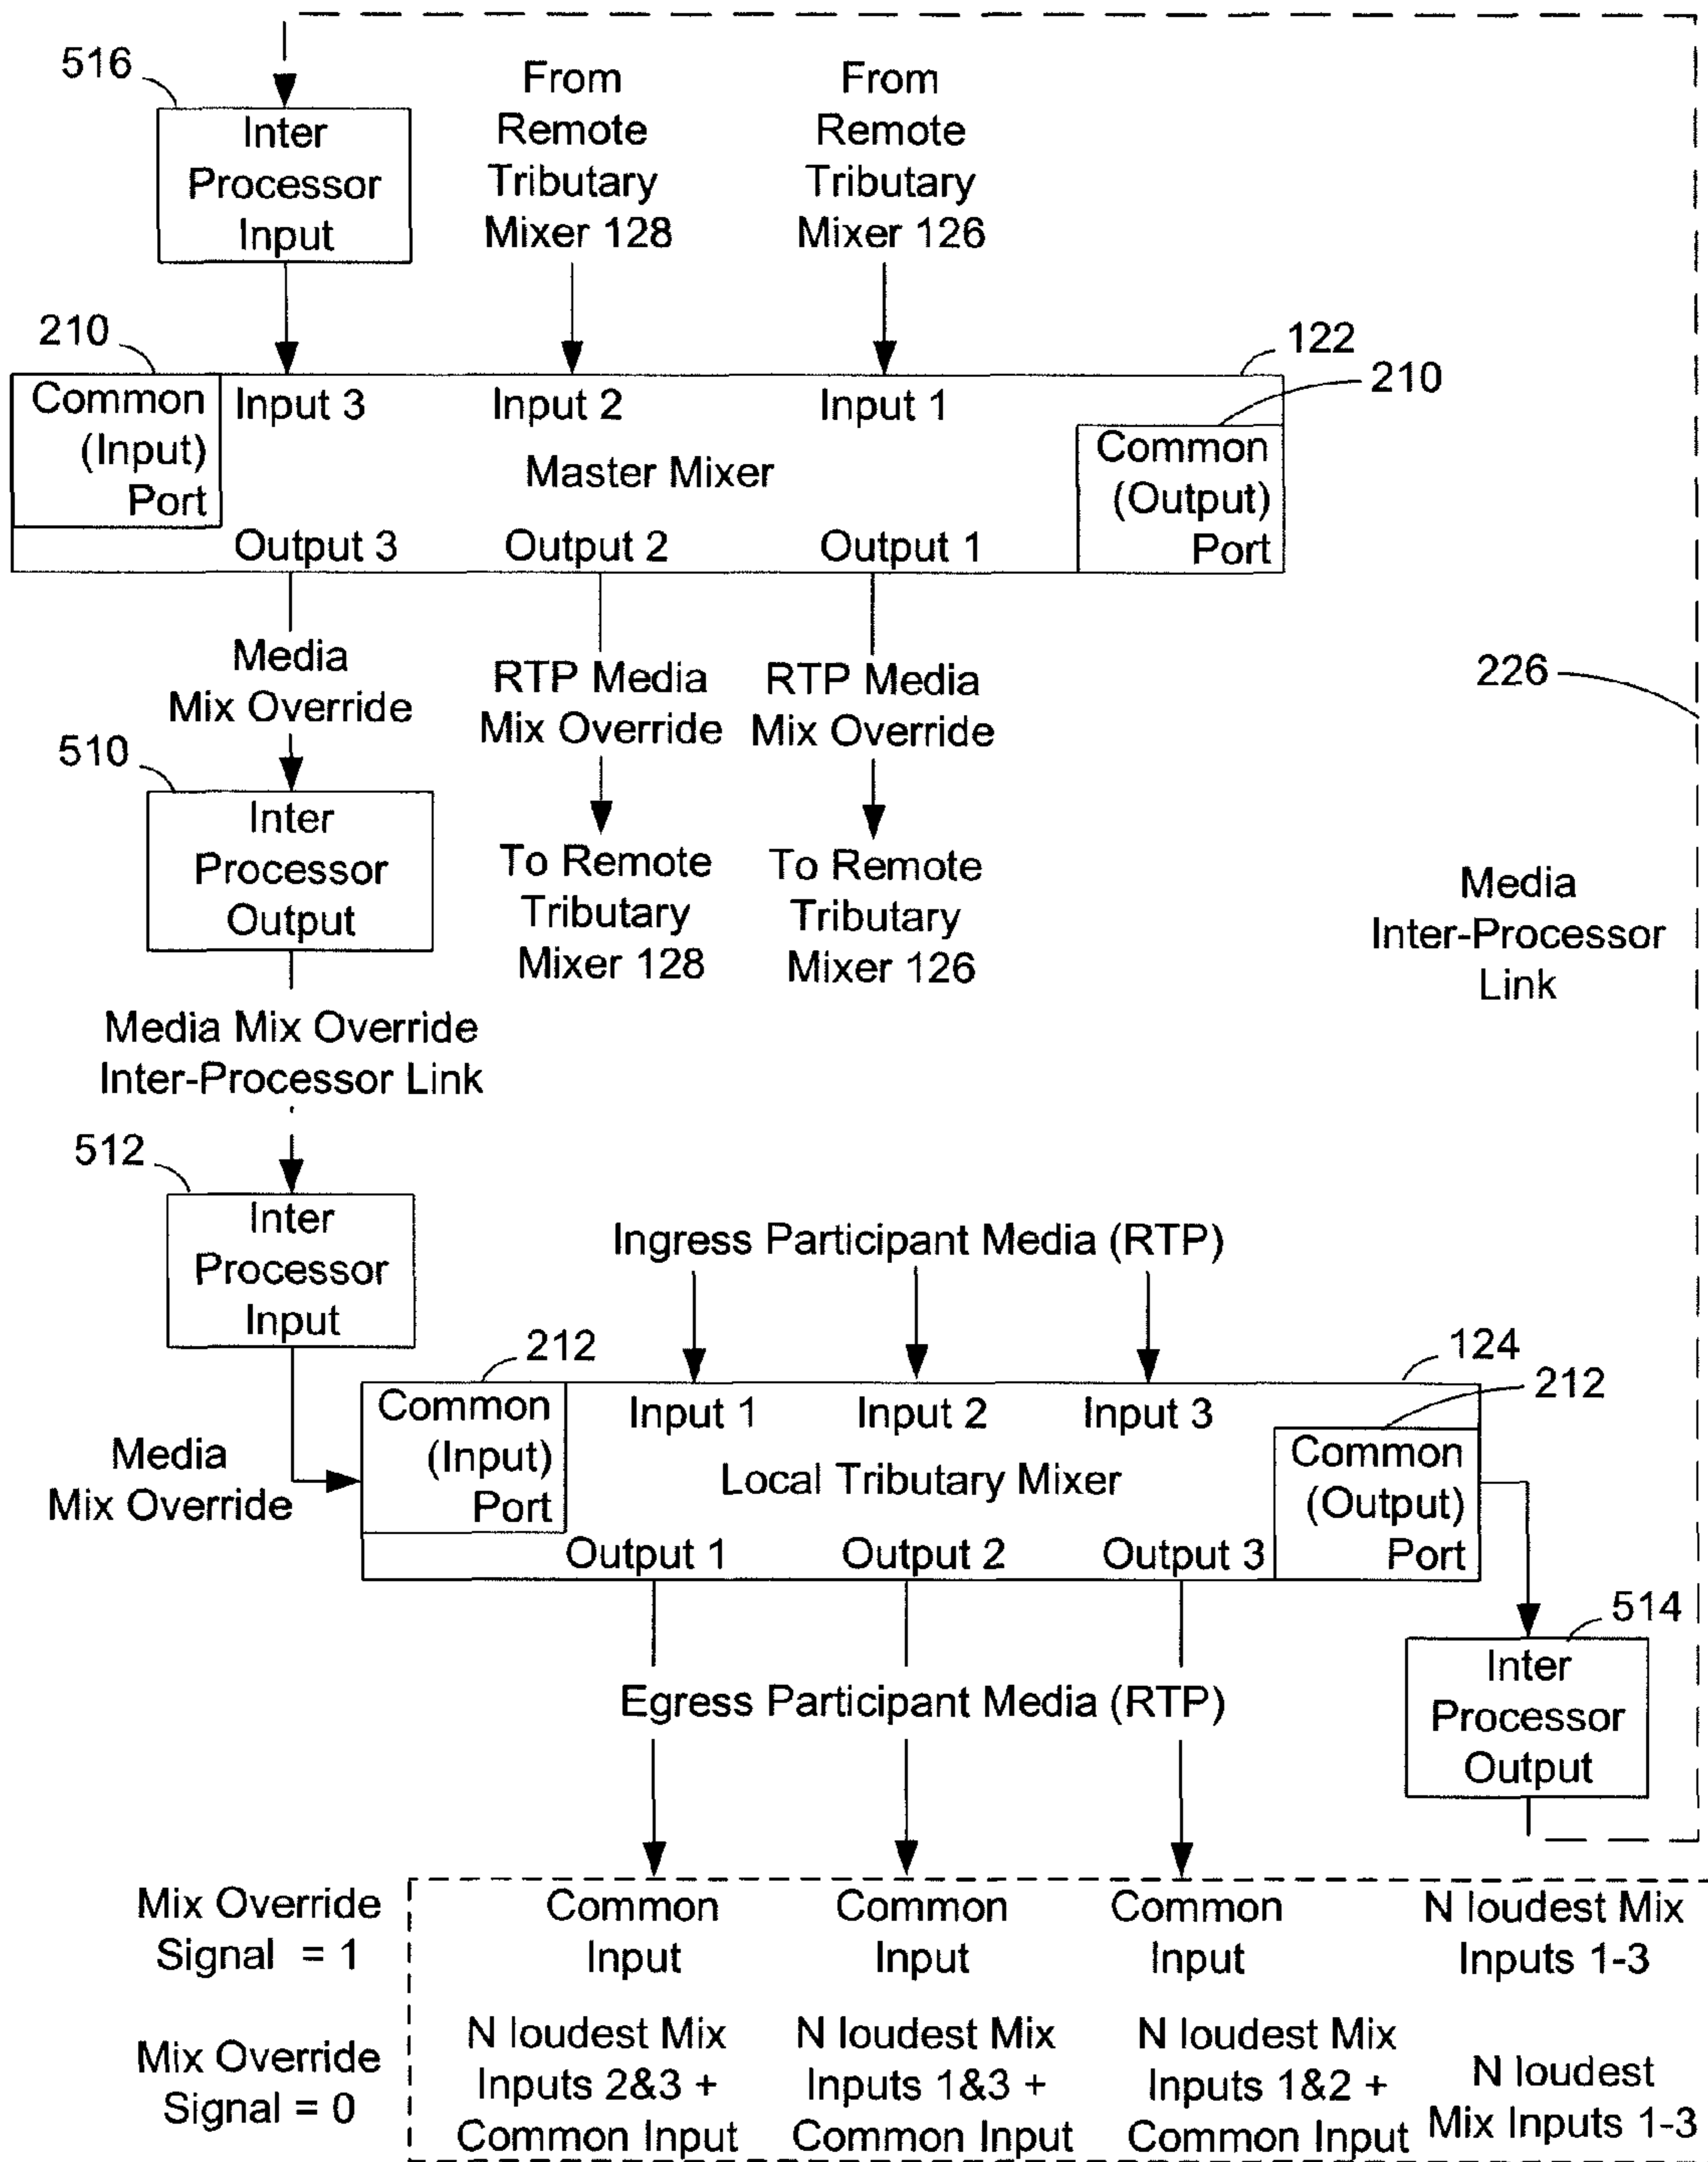 516
Inter
Processor
Input
From
Remote
Tributary
Mixer 128
From
Remote
Tributary
Mixer 126
210
122
210
Common
(Input)
Port
Input 3
Input 2
Input 1
Master Mixer
Common
(Output)
Port
Output 3
Output 2
Output 1
Media
Mix Override
RTP Media
Mix Override
RTP Media
Mix Override
226
510
Inter
Processor
Output
To Remote
Tributary
Mixer 128
To Remote
Tributary
Mixer 126
Media
Inter-Processor
Link
Media Mix Override
Inter-Processor Link
512
Inter
Processor
Input
Ingress Participant Media (RTP)
212
124
212
Common
(Input)
Port
Input 1
Input 2
Input 3
Local Tributary Mixer
Common
(Output)
Port
Media
Mix Override
Output 1
Output 2
Output 3
514
Inter
Processor
Output
Egress Participant Media (RTP)
Mix Override
Signal = 1
Common
Input
Common
Input
Common
Input
N loudest Mix
Inputs 1-3
Mix Override
Signal = 0
N loudest Mix
Inputs 2&3 +
Common Input
N loudest Mix
Inputs 1&3 +
Common Input
N loudest Mix
Inputs 1&2 +
Common Input
N loudest
Mix Inputs 1-3